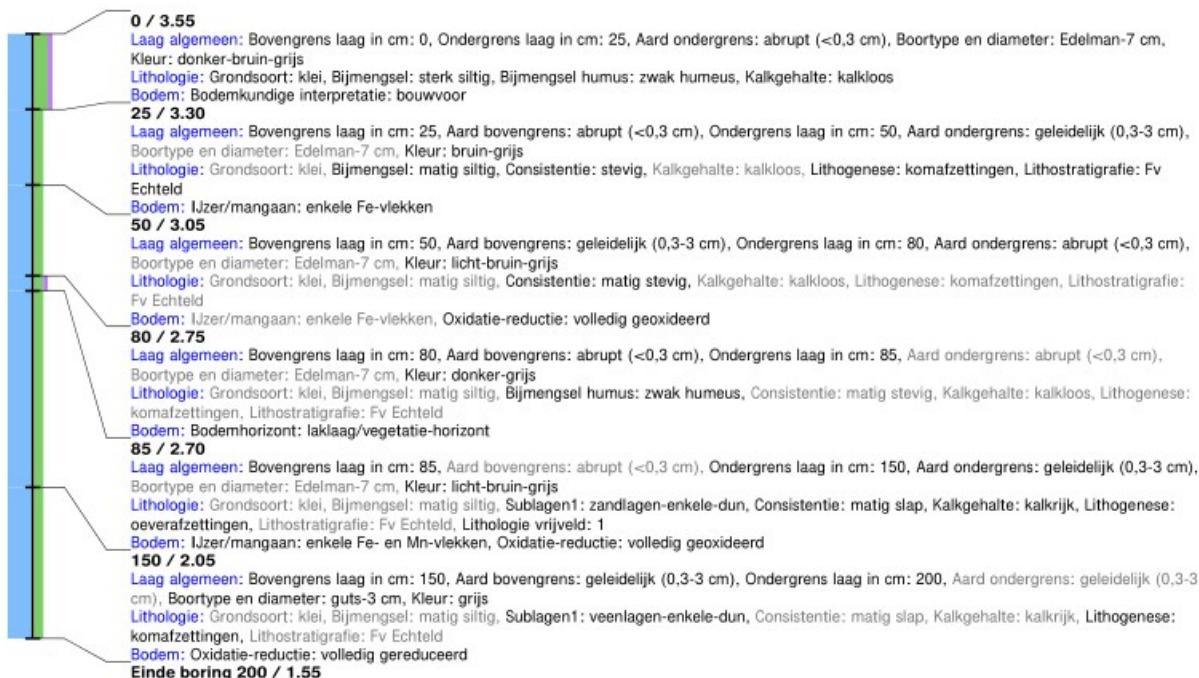 0 / 3.55
Laag algemeen: Bovengrens laag in cm: 0, Ondergrens laag in cm: 25, Aard ondergrens: abrupt (<0,3 cm), Boortype en diameter: Edelman-7 cm,
Kleur: donker-bruin-grijs
Lithologie: Grondsoort: klei, Bijmengsel: sterk siltig, Bijmengsel humus: zwak humeus, Kalkgehalte: kalkloos
Bodem: Bodemkundige interpretatie: bouwvoor
25 / 3.30
Laag algemeen: Bovengrens laag in cm: 25, Aard bovengrens: abrupt (<0,3 cm), Ondergrens laag in cm: 50, Aard ondergrens: geleidelijk (0,3-3 cm),
Boortype en diameter: Edelman-7 cm, Kleur: bruin-grijs
Lithologie: Grondsoort: klei, Bijmengsel: matig siltig, Consistentie: stevig, Kalkgehalte: kalkloos, Lithogenese: komafzettingen, Lithostratigrafie: Fv
Echteld
Bodem: IJzer/mangaan: enkele Fe-vlekken
50 / 3.05
Laag algemeen: Bovengrens laag in cm: 50, Aard bovengrens: geleidelijk (0,3-3 cm), Ondergrens laag in cm: 80, Aard ondergrens: abrupt (<0,3 cm),
Boortype en diameter: Edelman-7 cm, Kleur: licht-bruin-grijs
Lithologie: Grondsoort: klei, Bijmengsel: matig siltig, Consistentie: matig stevig, Kalkgehalte: kalkloos, Lithogenese: komafzettingen, Lithostratigrafie:
Fv Echteld
Bodem: IJzer/mangaan: enkele Fe-vlekken, Oxidatie-reductie: volledig geoxideerd
80 / 2.75
Laag algemeen: Bovengrens laag in cm: 80, Aard bovengrens: abrupt (<0,3 cm), Ondergrens laag in cm: 85, Aard ondergrens: abrupt (<0,3 cm),
Boortype en diameter: Edelman-7 cm, Kleur: donker-grijs
Lithologie: Grondsoort: klei, Bijmengsel: matig siltig, Bijmengsel humus: zwak humeus, Consistentie: matig stevig, Kalkgehalte: kalkloos, Lithogenese:
komafzettingen, Lithostratigrafie: Fv Echteld
Bodem: Bodemhorizont: laklaag/vegetatie-horizont
85 / 2.70
Laag algemeen: Bovengrens laag in cm: 85, Aard bovengrens: abrupt (<0,3 cm), Ondergrens laag in cm: 150, Aard ondergrens: geleidelijk (0,3-3 cm),
Boortype en diameter: Edelman-7 cm, Kleur: licht-bruin-grijs
Lithologie: Grondsoort: klei, Bijmengsel: matig siltig, Sublagen1: zandlagen-enkele-dun, Consistentie: matig slap, Kalkgehalte: kalkrijk, Lithogenese:
oeverafzettingen, Lithostratigrafie: Fv Echteld, Lithologie vrijveld: 1
Bodem: IJzer/mangaan: enkele Fe- en Mn-vlekken, Oxidatie-reductie: volledig geoxideerd
150 / 2.05
Laag algemeen: Bovengrens laag in cm: 150, Aard bovengrens: geleidelijk (0,3-3 cm), Ondergrens laag in cm: 200, Aard ondergrens: geleidelijk (0,3-3
cm), Boortype en diameter: guts-3 cm, Kleur: grijs
Lithologie: Grondsoort: klei, Bijmengsel: matig siltig, Sublagen1: veenlagen-enkele-dun, Consistentie: matig slap, Kalkgehalte: kalkrijk, Lithogenese:
komafzettingen, Lithostratigrafie: Fv Echteld
Bodem: Oxidatie-reductie: volledig gereduceerd
Einde boring 200 / 1.55